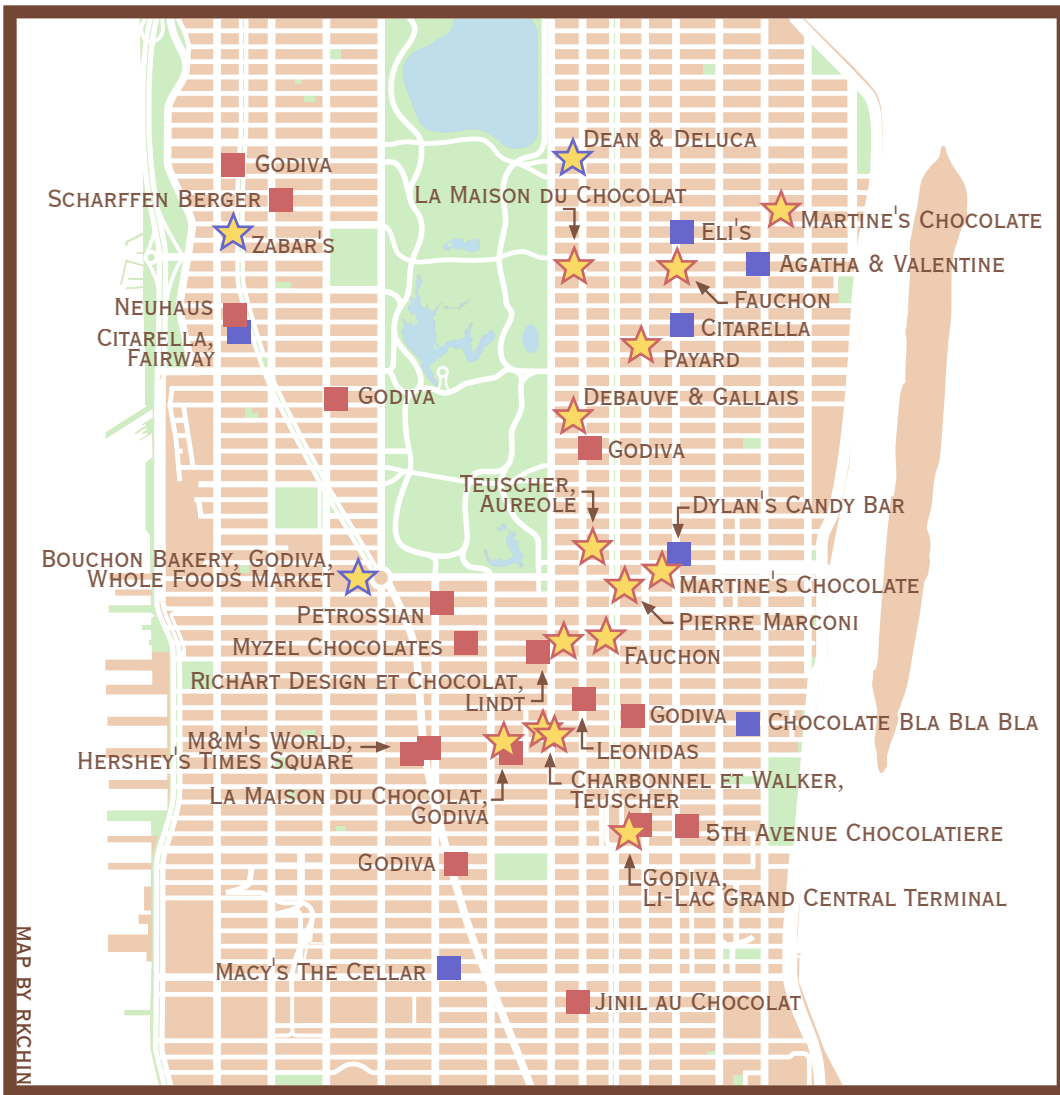 Dean & Deluca
Godiva
La Maison du Chocolat
Scharffen Berger
Martine's Chocolate
Eli's
Zabar's
Agatha & Valentine
Fauchon
Neuhaus
Citarella
Citarella,
Fairway
Payard
Godiva
Debauve & Gallais
Godiva
Teuscher,
Aureole
Dylan's Candy Bar
Bouchon Bakery, Godiva,
Whole Foods Market
Martine's Chocolate
Petrossian
Pierre Marconi
Myzel Chocolates
Fauchon
RichArt Design et Chocolat,
Lindt
Godiva
Chocolate Bla Bla Bla
M&M's World,
Hershey's Times Square
Leonidas
Charbonnel et Walker,
Teuscher
La Maison du Chocolat,
Godiva
5th Avenue Chocolatiere
Godiva
Godiva,
Li-Lac Grand Central Terminal
Macy's The Cellar
Jinil au Chocolat
Map by rkchin